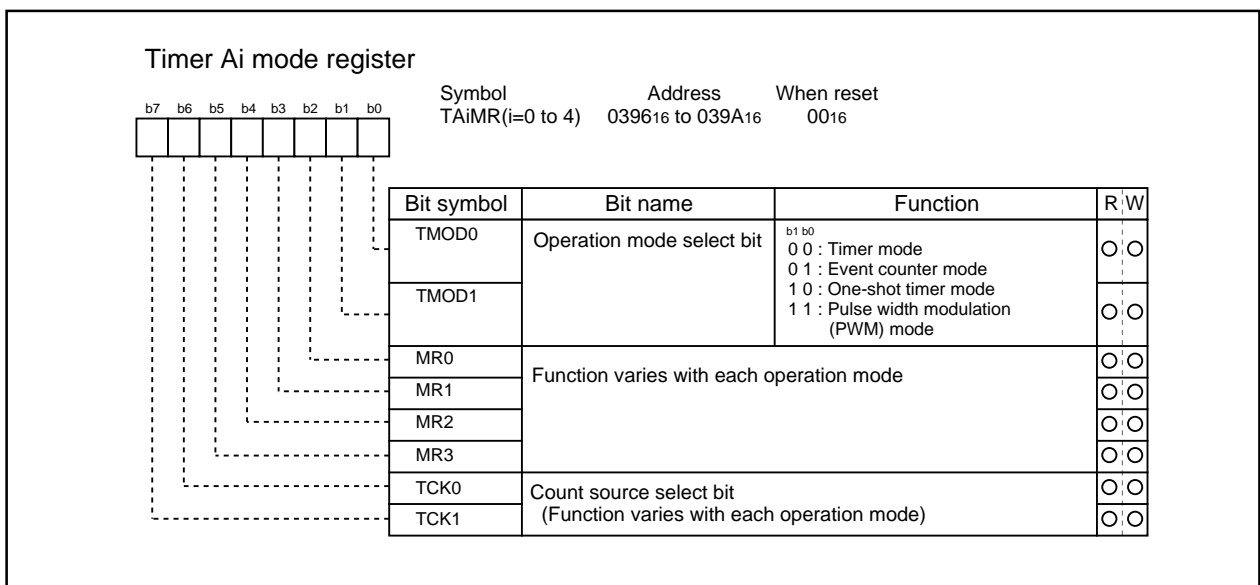 Timer Ai mode register
Symbol Address When reset
TAiMR(i=0 to 4) 039616 to 039A16 0016
b7 b6 b5 b4 b3 b2 b1 b0
Bit symbol Bit name Function R W
TMOD0 Operation mode select bit b1 b0
0 0 : Timer mode
0 1 : Event counter mode
TMOD1 1 0 : One-shot timer mode
1 1 : Pulse width modulation
(PWM) mode
MR0 Function varies with each operation mode
MR1
MR2
MR3
TCK0 Count source select bit
TCK1 (Function varies with each operation mode)